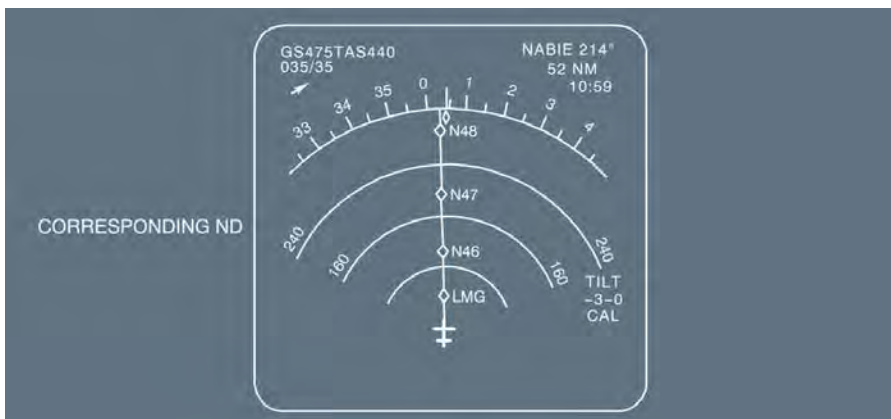 GS475TAS440
035/35
NABIE 214°
52 NM
10:59
33 34 35 0 1 2 3 4
N48
N47
CORRESPONDING ND
240 240
N46
160 160
TILT
LMG
-3-0
CAL